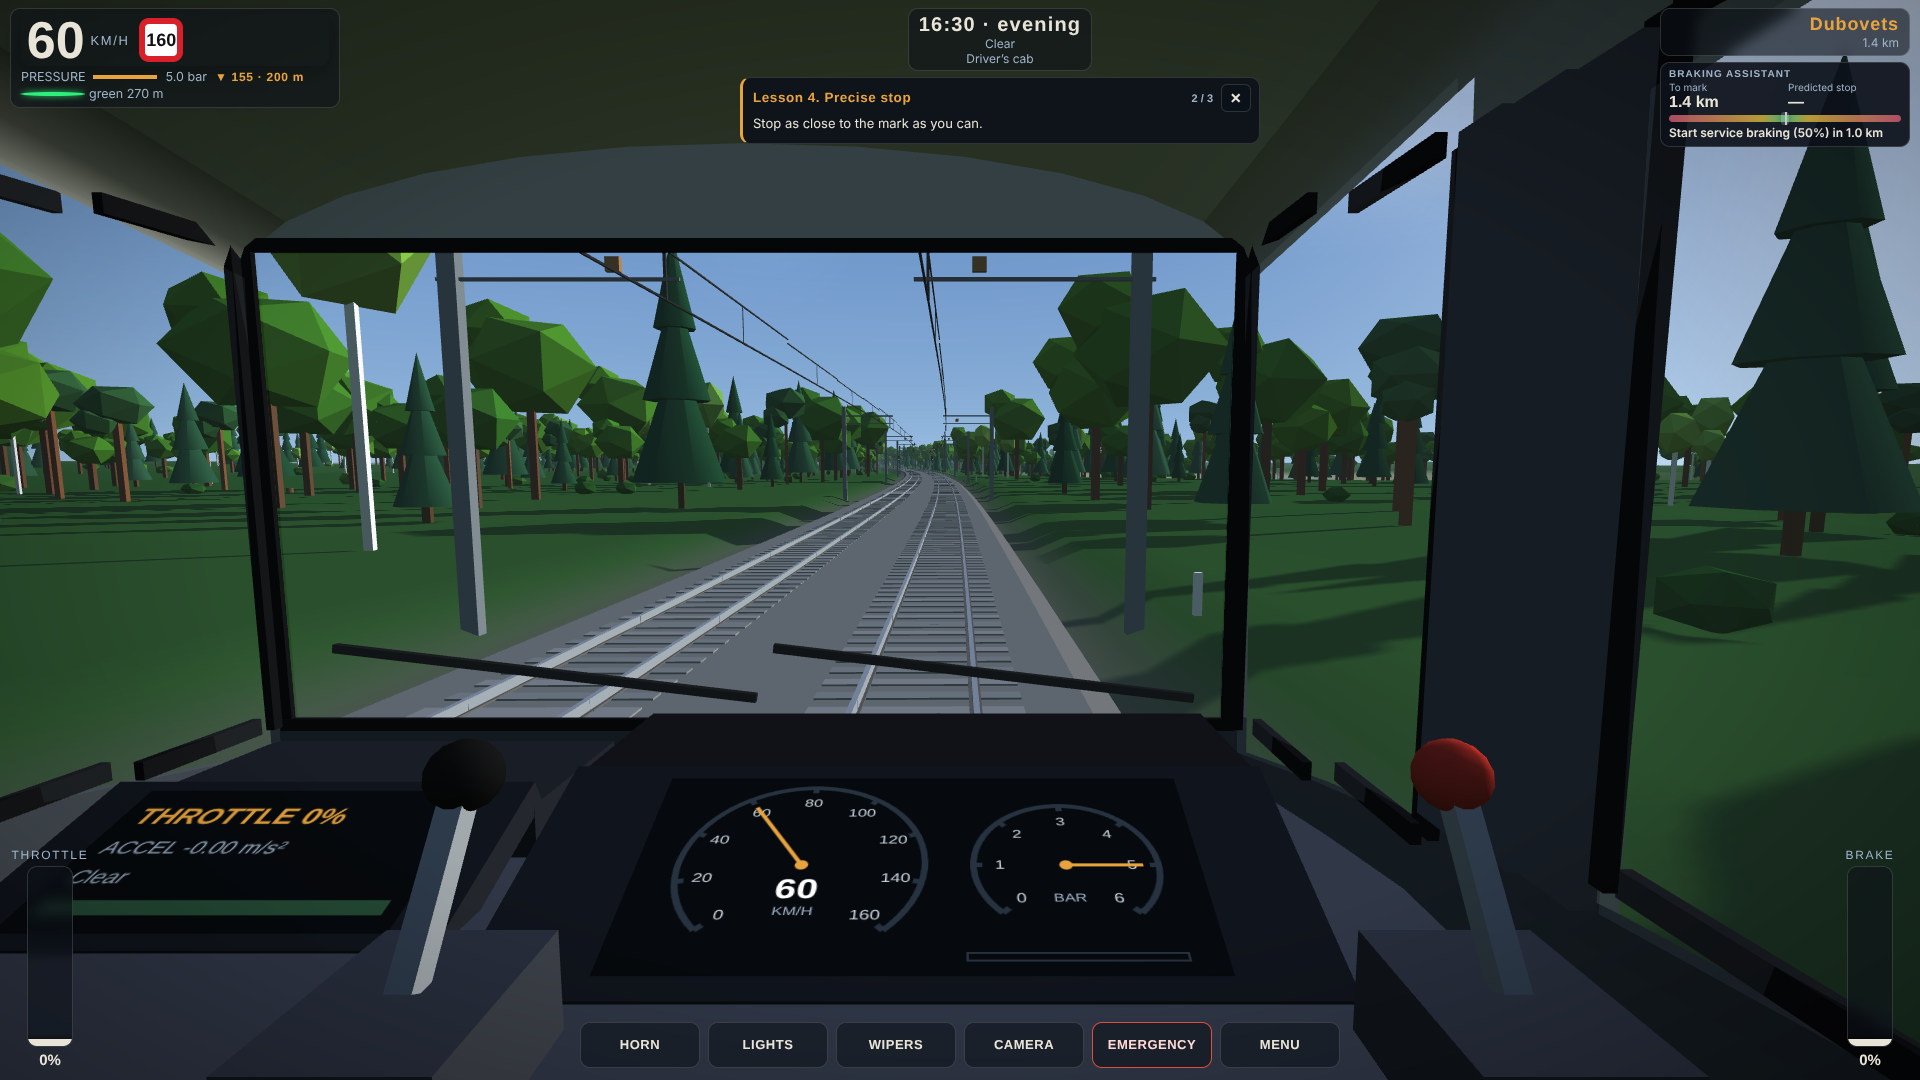 60 KM/H 160
PRESSURE 5.0 bar ▼ 155 · 200 m
green 270 m
16:30 · evening
Clear
Driver's cab
Lesson 4. Precise stop 2 / 3 ×
Stop as close to the mark as you can.
Dubovets
1.4 km
BRAKING ASSISTANT
To mark Predicted stop
1.4 km —
Start service braking (50%) in 1.0 km
THROTTLE 0%
ACCEL -0.00 m/s²
Clear
THROTTLE
0%
0 20 40 60 80 100 120 140 160
60
KM/H
0 1 2 3 4 5 6
BAR
BRAKE
0%
HORN LIGHTS WIPERS CAMERA EMERGENCY MENU